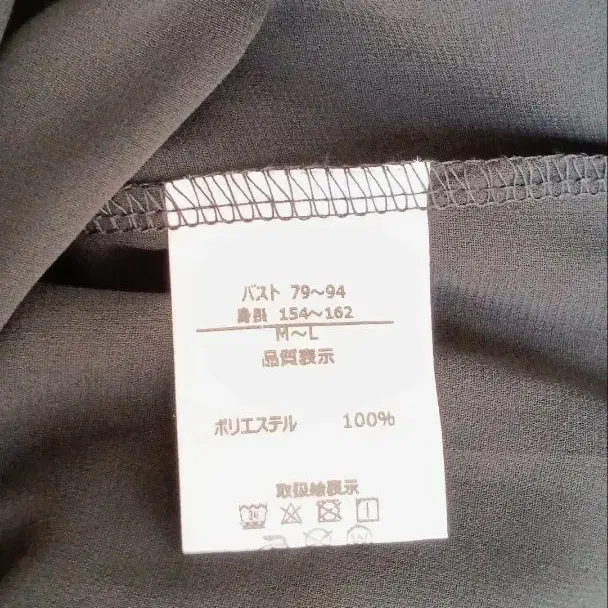 バスト 79～94
身長 154～162
M～L
品質表示
ポリエステル 100%
取扱絵表示